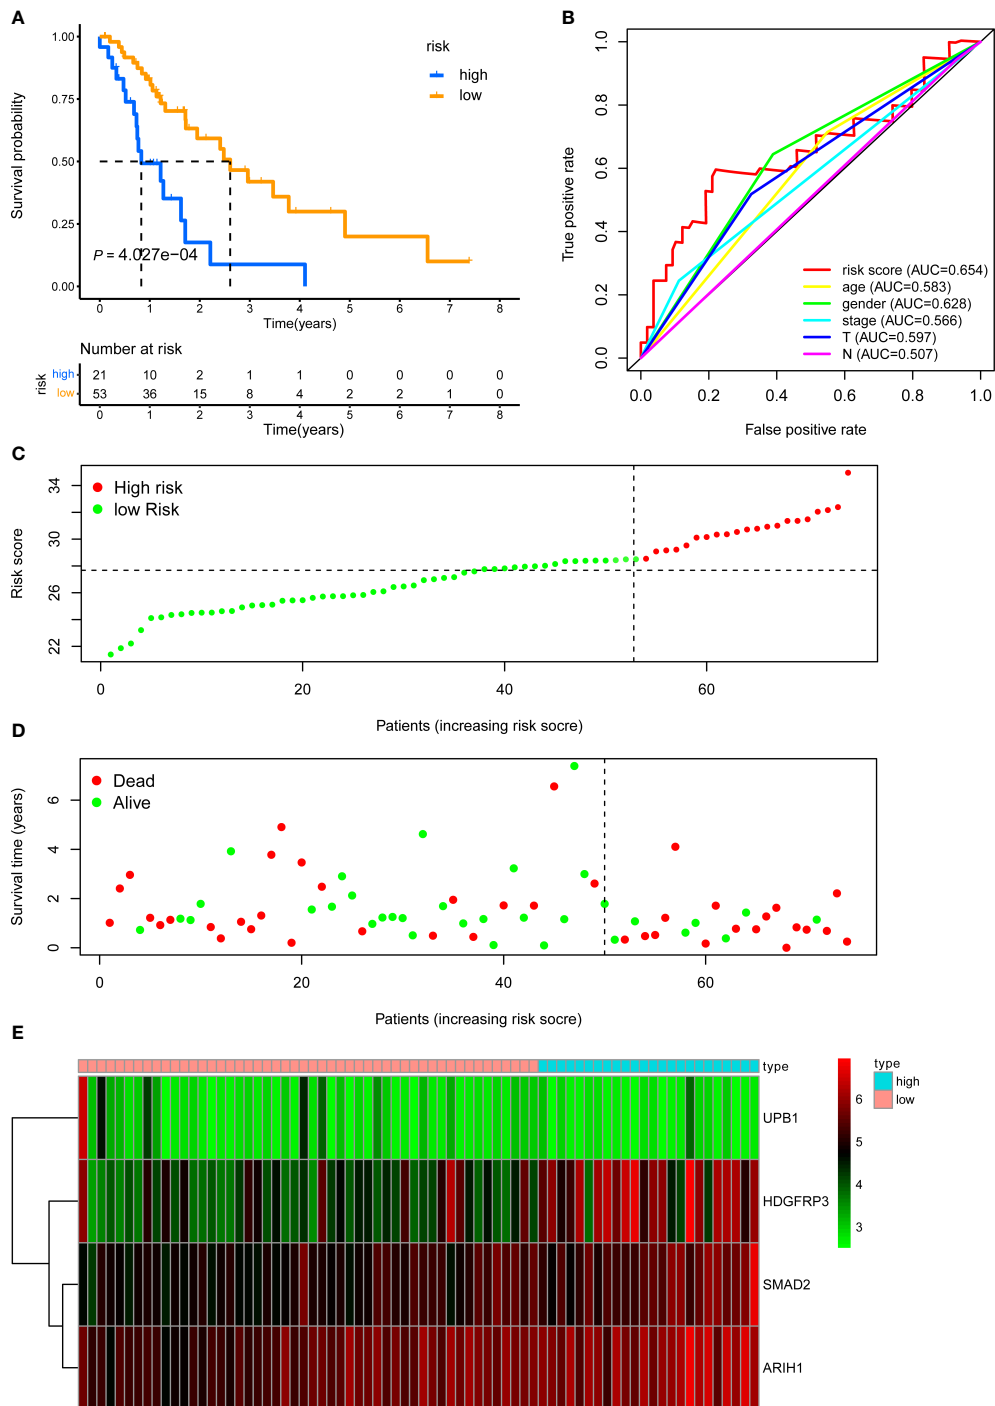 A
Survival probability
1.00
0.75
0.50
0.25
0.00
risk
high
low
P = 4.027e−04
0 1 2 3 4 5 6 7 8
Time(years)
Number at risk
risk
high 21 10 2 1 1 0 0 0 0
low 53 36 15 8 4 2 2 1 0
0 1 2 3 4 5 6 7 8
Time(years)
B
True positive rate
1.0
0.8
0.6
0.4
0.2
0.0
risk score (AUC=0.654)
age (AUC=0.583)
gender (AUC=0.628)
stage (AUC=0.566)
T (AUC=0.597)
N (AUC=0.507)
0.0 0.2 0.4 0.6 0.8 1.0
False positive rate
C
Risk score
34
30
26
22
High risk
low Risk
0 20 40 60
Patients (increasing risk socre)
D
Survival time (years)
6
4
2
0
Dead
Alive
0 20 40 60
Patients (increasing risk socre)
E
type
UPB1
HDGFRP3
SMAD2
ARIH1
6
5
4
3
type
high
low